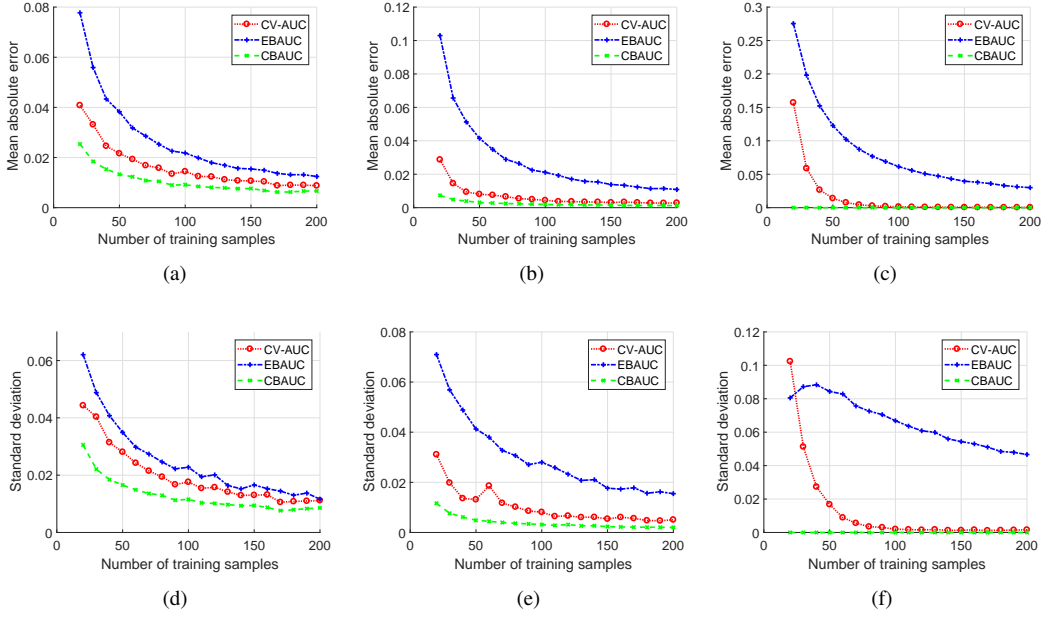 0.08
0.06
0.04
0.02
0
Mean absolute error
CV-AUC
EBAUC
CBAUC
0 50 100 150 200
Number of training samples
(a)
0.12
0.1
0.08
0.06
0.04
0.02
0
Mean absolute error
CV-AUC
EBAUC
CBAUC
0 50 100 150 200
Number of training samples
(b)
0.3
0.25
0.2
0.15
0.1
0.05
0
Mean absolute error
CV-AUC
EBAUC
CBAUC
0 50 100 150 200
Number of training samples
(c)
0.06
0.04
0.02
0
Standard deviation
CV-AUC
EBAUC
CBAUC
0 50 100 150 200
Number of training samples
(d)
0.08
0.06
0.04
0.02
0
Standard deviation
CV-AUC
EBAUC
CBAUC
0 50 100 150 200
Number of training samples
(e)
0.12
0.1
0.08
0.06
0.04
0.02
0
Standard deviation
CV-AUC
EBAUC
CBAUC
0 50 100 150 200
Number of training samples
(f)